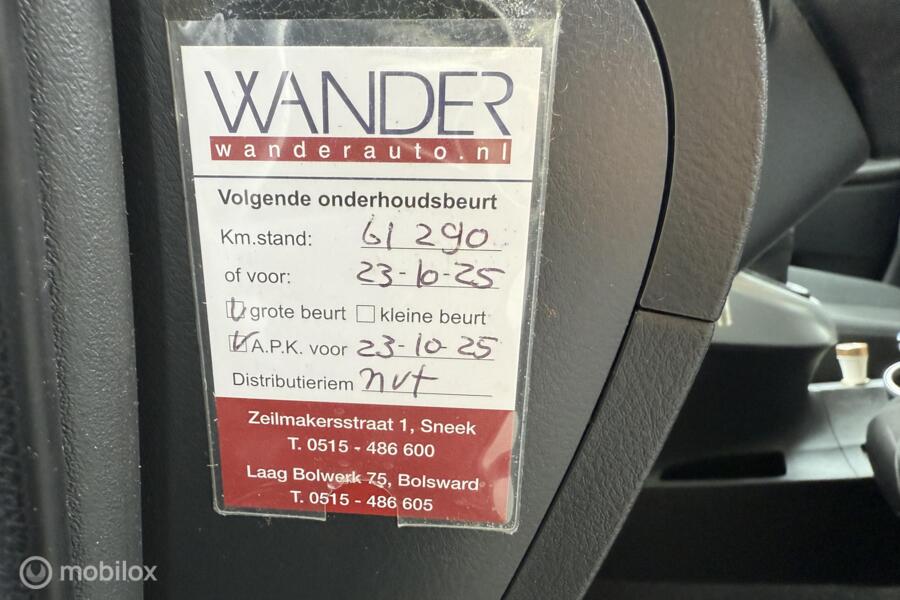 WANDER
wanderauto.nl
Volgende onderhoudsbeurt
Km.stand: 61 290
of voor: 23-10-25
grote beurt kleine beurt
A.P.K. voor 23-10-25
Distributieriem nvt
Zeilmakersstraat 1, Sneek
T. 0515 - 486 600
Laag Bolwerk 75, Bolsward
T. 0515 - 486 605
mobilox